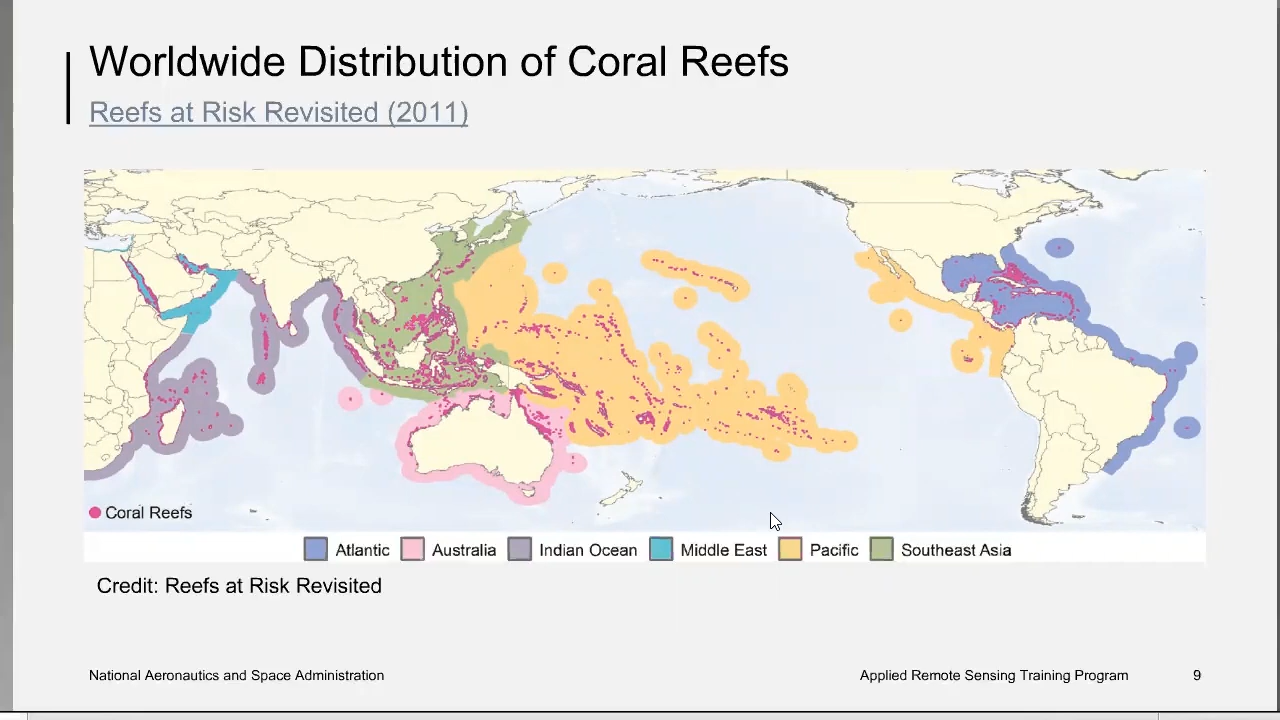 Worldwide Distribution of Coral Reefs
Reefs at Risk Revisited (2011)
Coral Reefs
Atlantic Australia Indian Ocean Middle East Pacific Southeast Asia
Credit: Reefs at Risk Revisited
National Aeronautics and Space Administration Applied Remote Sensing Training Program 9